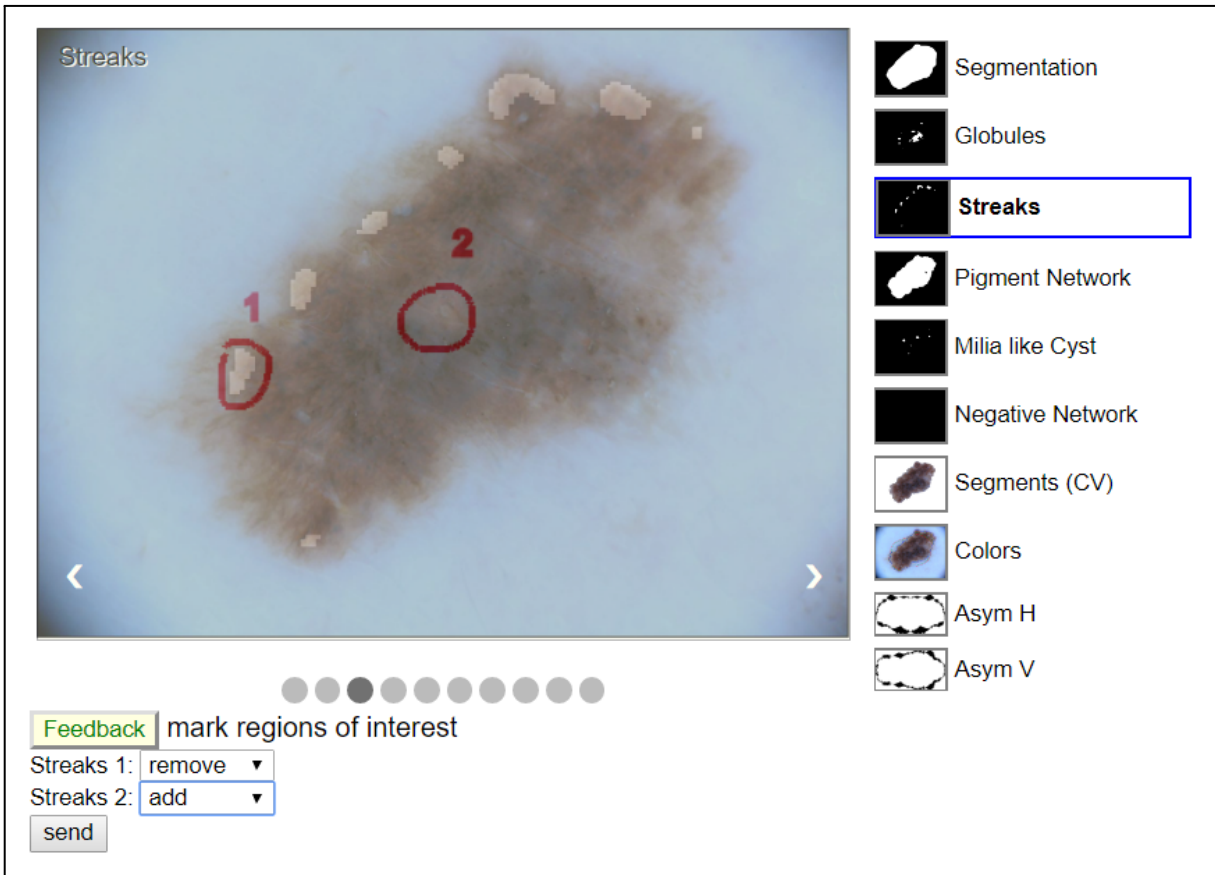 Streaks
1
2
‹
›
Segmentation
Globules
Streaks
Pigment Network
Milia like Cyst
Negative Network
Segments (CV)
Colors
Asym H
Asym V
Feedback mark regions of interest
Streaks 1: remove ▼
Streaks 2: add ▼
send